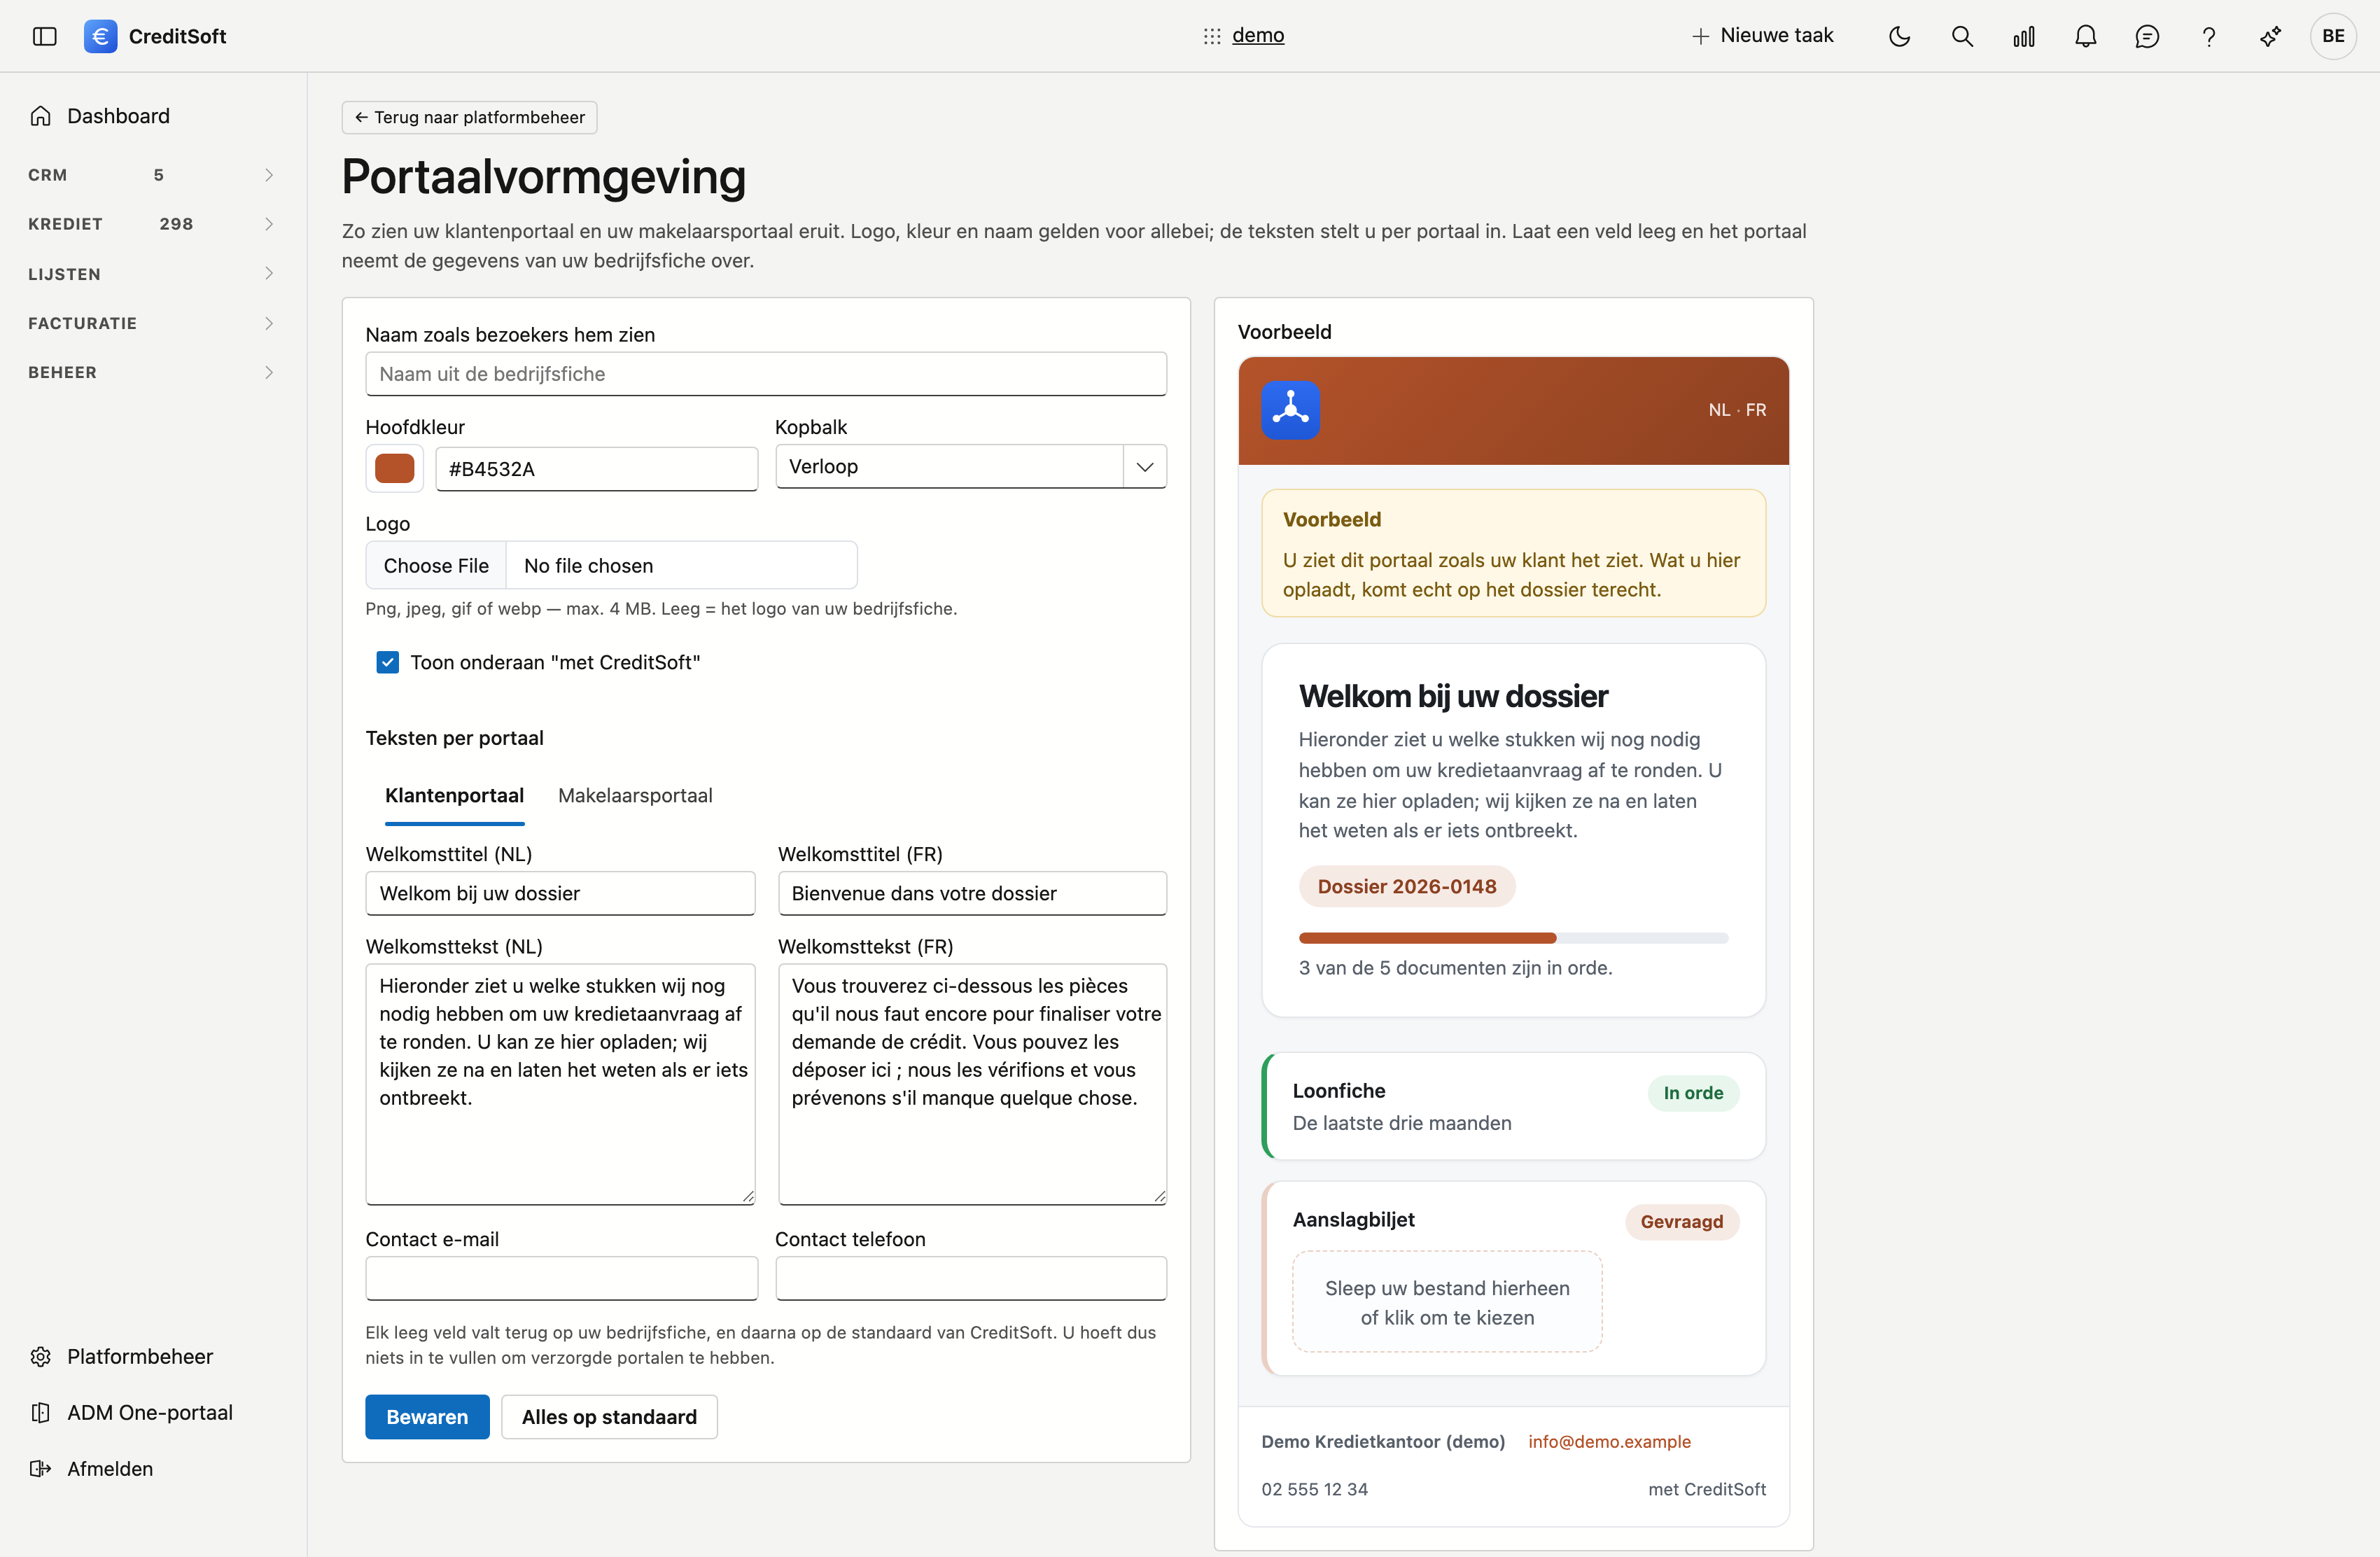 CreditSoft
demo
Nieuwe taak
BE
Dashboard
CRM 5
KREDIET 298
LIJSTEN
FACTURATIE
BEHEER
Platformbeheer
ADM One-portaal
Afmelden
← Terug naar platformbeheer
Portaalvormgeving
Zo zien uw klantenportaal en uw makelaarsportaal eruit. Logo, kleur en naam gelden voor allebei; de teksten stelt u per portaal in. Laat een veld leeg en het portaal
neemt de gegevens van uw bedrijfsfiche over.
Naam zoals bezoekers hem zien
Naam uit de bedrijfsfiche
Hoofdkleur
#B4532A
Kopbalk
Verloop
Logo
Choose File No file chosen
Png, jpeg, gif of webp — max. 4 MB. Leeg = het logo van uw bedrijfsfiche.
Toon onderaan "met CreditSoft"
Teksten per portaal
Klantenportaal Makelaarsportaal
Welkomsttitel (NL)
Welkom bij uw dossier
Welkomsttitel (FR)
Bienvenue dans votre dossier
Welkomsttekst (NL)
Hieronder ziet u welke stukken wij nog
nodig hebben om uw kredietaanvraag af
te ronden. U kan ze hier opladen; wij
kijken ze na en laten het weten als er iets
ontbreekt.
Welkomsttekst (FR)
Vous trouverez ci-dessous les pièces
qu'il nous faut encore pour finaliser votre
demande de crédit. Vous pouvez les
déposer ici ; nous les vérifions et vous
prévenons s'il manque quelque chose.
Contact e-mail
Contact telefoon
Elk leeg veld valt terug op uw bedrijfsfiche, en daarna op de standaard van CreditSoft. U hoeft dus
niets in te vullen om verzorgde portalen te hebben.
Bewaren Alles op standaard
Voorbeeld
NL · FR
Voorbeeld
U ziet dit portaal zoals uw klant het ziet. Wat u hier
oplaadt, komt echt op het dossier terecht.
Welkom bij uw dossier
Hieronder ziet u welke stukken wij nog nodig
hebben om uw kredietaanvraag af te ronden. U
kan ze hier opladen; wij kijken ze na en laten
het weten als er iets ontbreekt.
Dossier 2026-0148
3 van de 5 documenten zijn in orde.
Loonfiche
In orde
De laatste drie maanden
Aanslagbiljet
Gevraagd
Sleep uw bestand hierheen
of klik om te kiezen
Demo Kredietkantoor (demo) info@demo.example
02 555 12 34 met CreditSoft